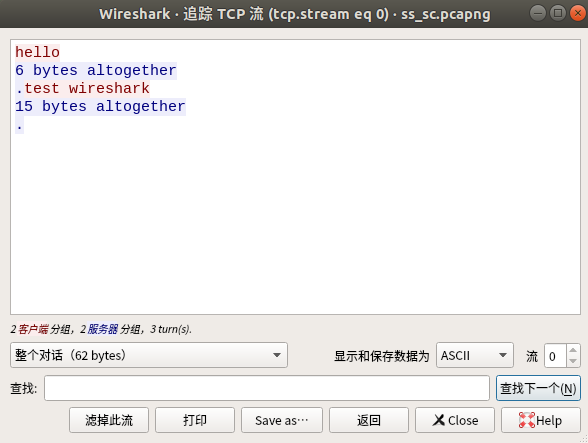 Wireshark · 追踪 TCP 流 (tcp.stream eq 0) · ss_sc.pcapng
hello
6 bytes altogether
.test wireshark
15 bytes altogether
.
2 客户端 分组，2 服务器 分组，3 turn(s).
整个对话（62 bytes） 显示和保存数据为 ASCII 流 0
查找: 查找下一个(N)
滤掉此流 打印 Save as… 返回 Close Help